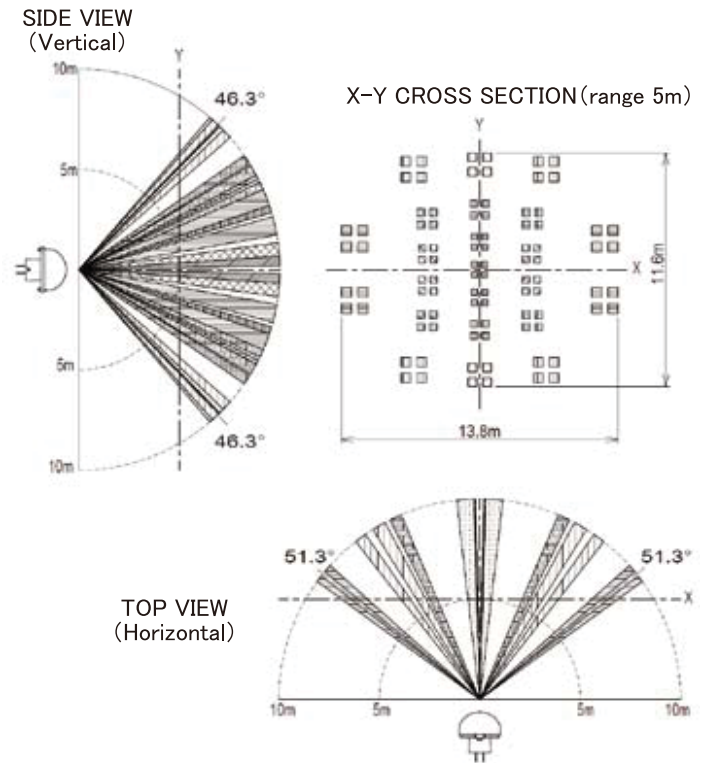 SIDE VIEW
(Vertical)
Y
10m
46.3°
5m
5m
46.3°
10m
X-Y CROSS SECTION(range 5m)
Y
X
11.6m
13.8m
TOP VIEW
(Horizontal)
51.3°
51.3°
X
10m
5m
5m
10m